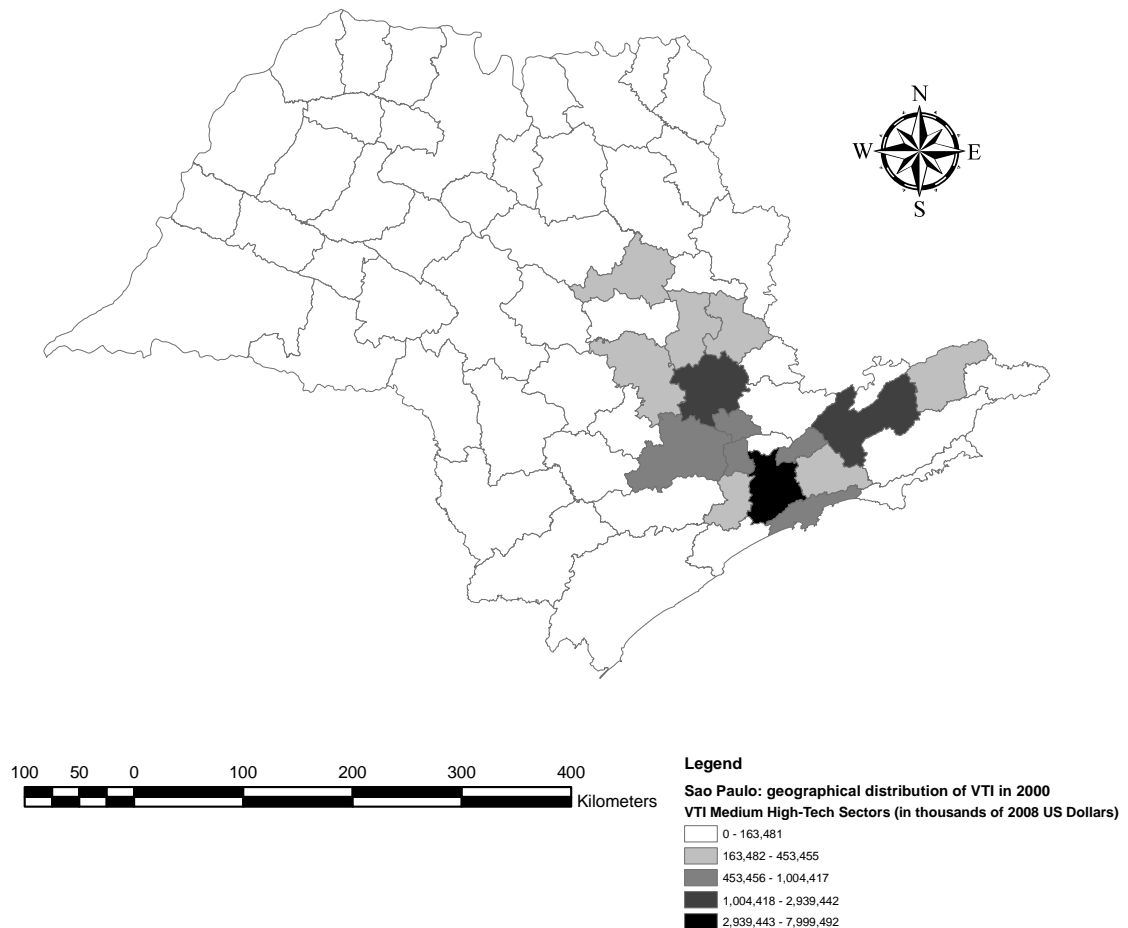 N
W E
S
100 50 0 100 200 300 400
Kilometers
Legend
Sao Paulo: geographical distribution of VTI in 2000
VTI Medium High-Tech Sectors (in thousands of 2008 US Dollars)
0 - 163,481
163,482 - 453,455
453,456 - 1,004,417
1,004,418 - 2,939,442
2,939,443 - 7,999,492